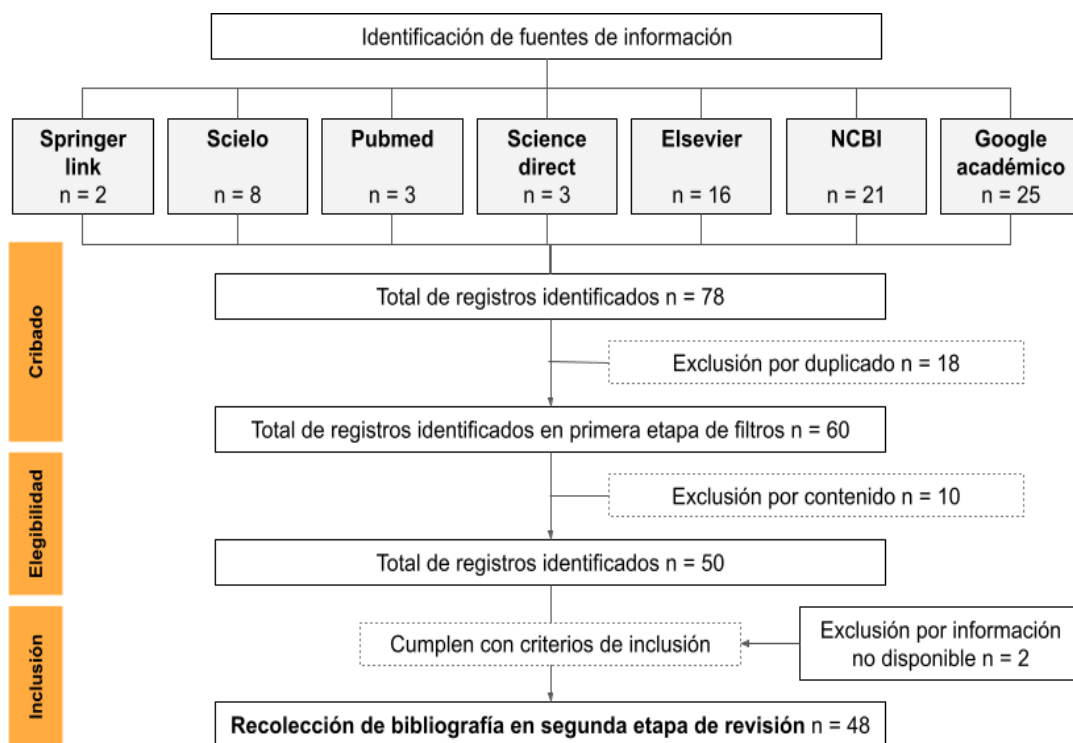 Identificación de fuentes de información
Springer
link
n = 2
Scielo
n = 8
Pubmed
n = 3
Science
direct
n = 3
Elsevier
n = 16
NCBI
n = 21
Google
académico
n = 25
Cribado
Total de registros identificados n = 78
Exclusión por duplicado n = 18
Total de registros identificados en primera etapa de filtros n = 60
Elegibilidad
Exclusión por contenido n = 10
Total de registros identificados n = 50
Inclusión
Cumplen con criterios de inclusión
Exclusión por información
no disponible n = 2
Recolección de bibliografía en segunda etapa de revisión n = 48